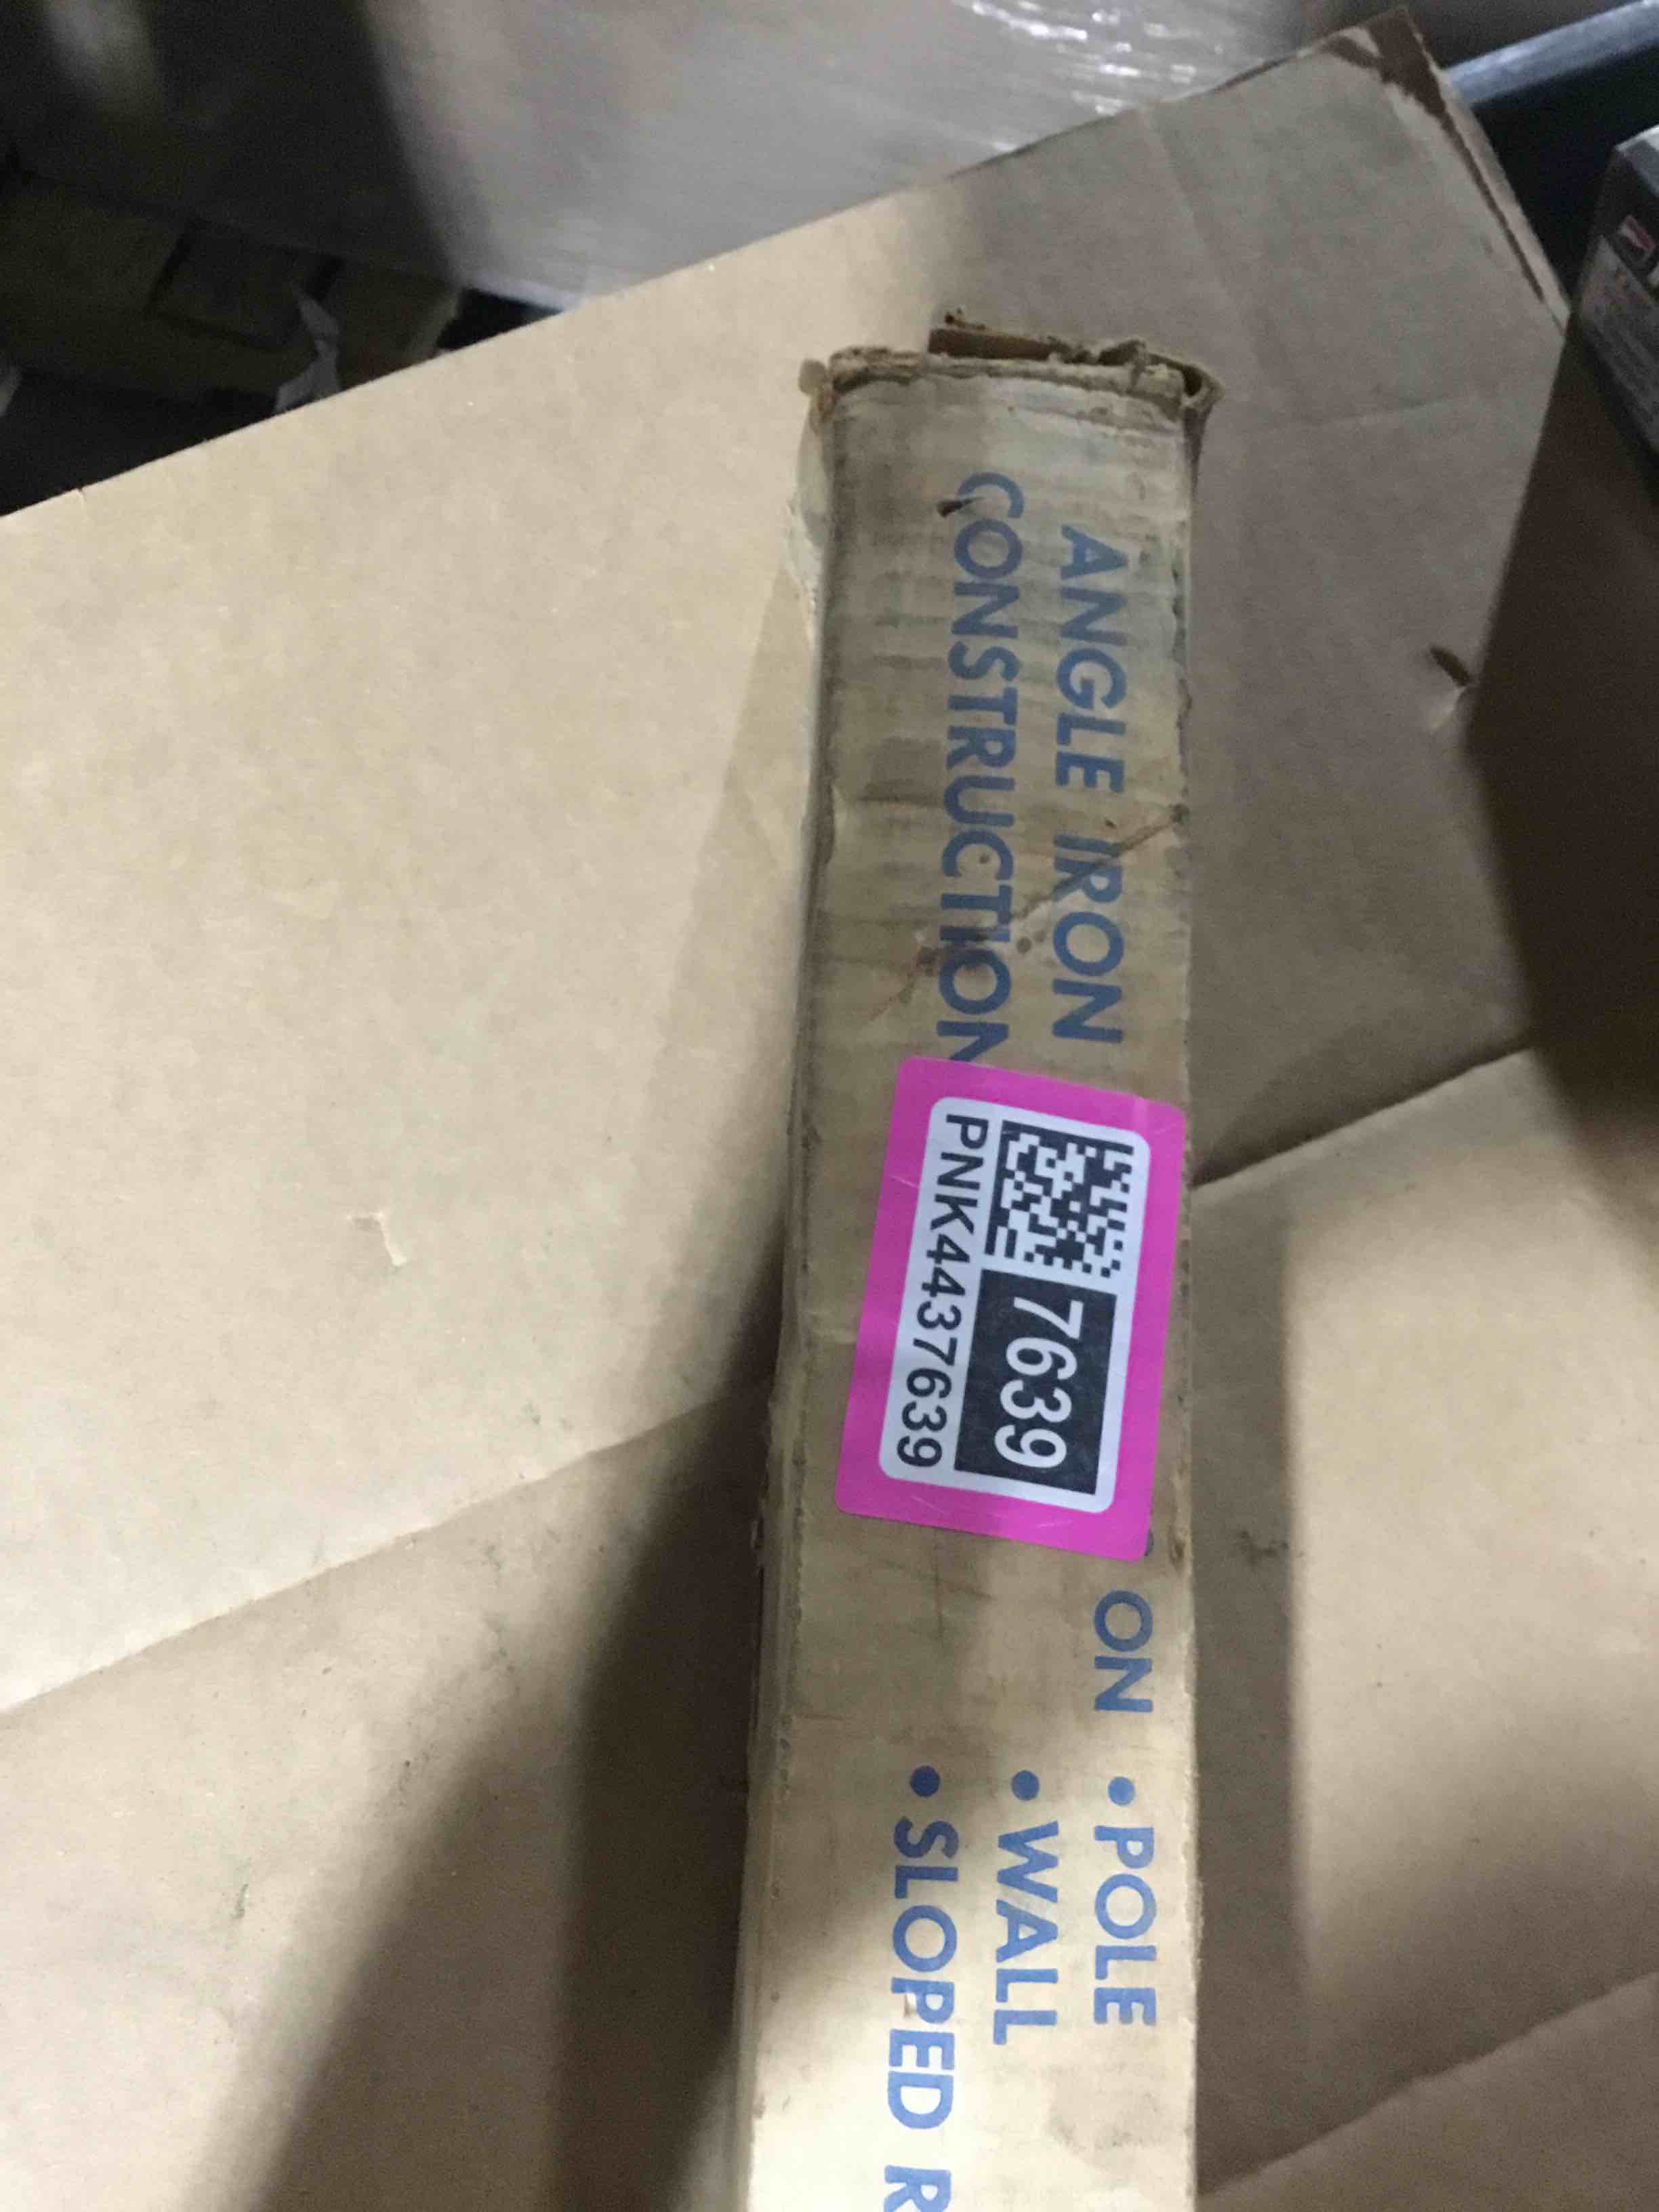 ANGLE IRON
CONSTRUCTION
7639
PNK4437639
ON • POLE
• WALL
• SLOPED R